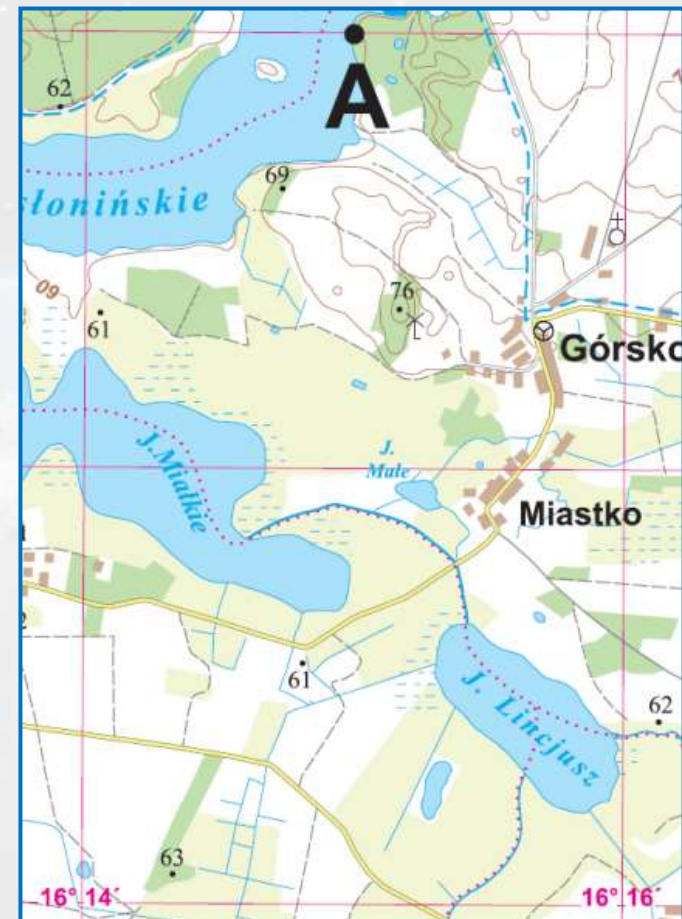 62
A
69
słonińskie
60
61
76
Górsko
J. Miałkie
J.
Małe
Miastko
61
J. Lincjusz
62
63
16° 14´
16° 16´